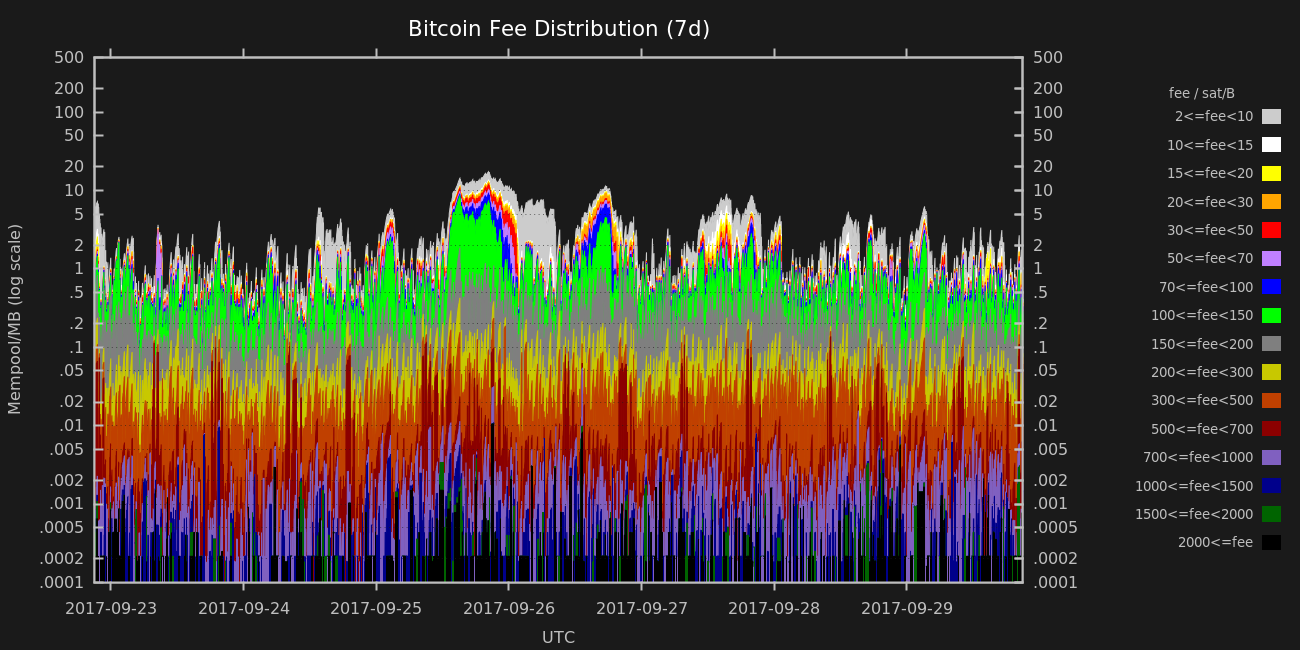 Bitcoin Fee Distribution (7d)
Mempool/MB (log scale)
500
200
100
50
20
10
5
2
1
.5
.2
.1
.05
.02
.01
.005
.002
.001
.0005
.0002
.0001
500
200
100
50
20
10
5
2
1
.5
.2
.1
.05
.02
.01
.005
.002
.001
.0005
.0002
.0001
2017-09-23 2017-09-24 2017-09-25 2017-09-26 2017-09-27 2017-09-28 2017-09-29
UTC
fee / sat/B
2<=fee<10
10<=fee<15
15<=fee<20
20<=fee<30
30<=fee<50
50<=fee<70
70<=fee<100
100<=fee<150
150<=fee<200
200<=fee<300
300<=fee<500
500<=fee<700
700<=fee<1000
1000<=fee<1500
1500<=fee<2000
2000<=fee